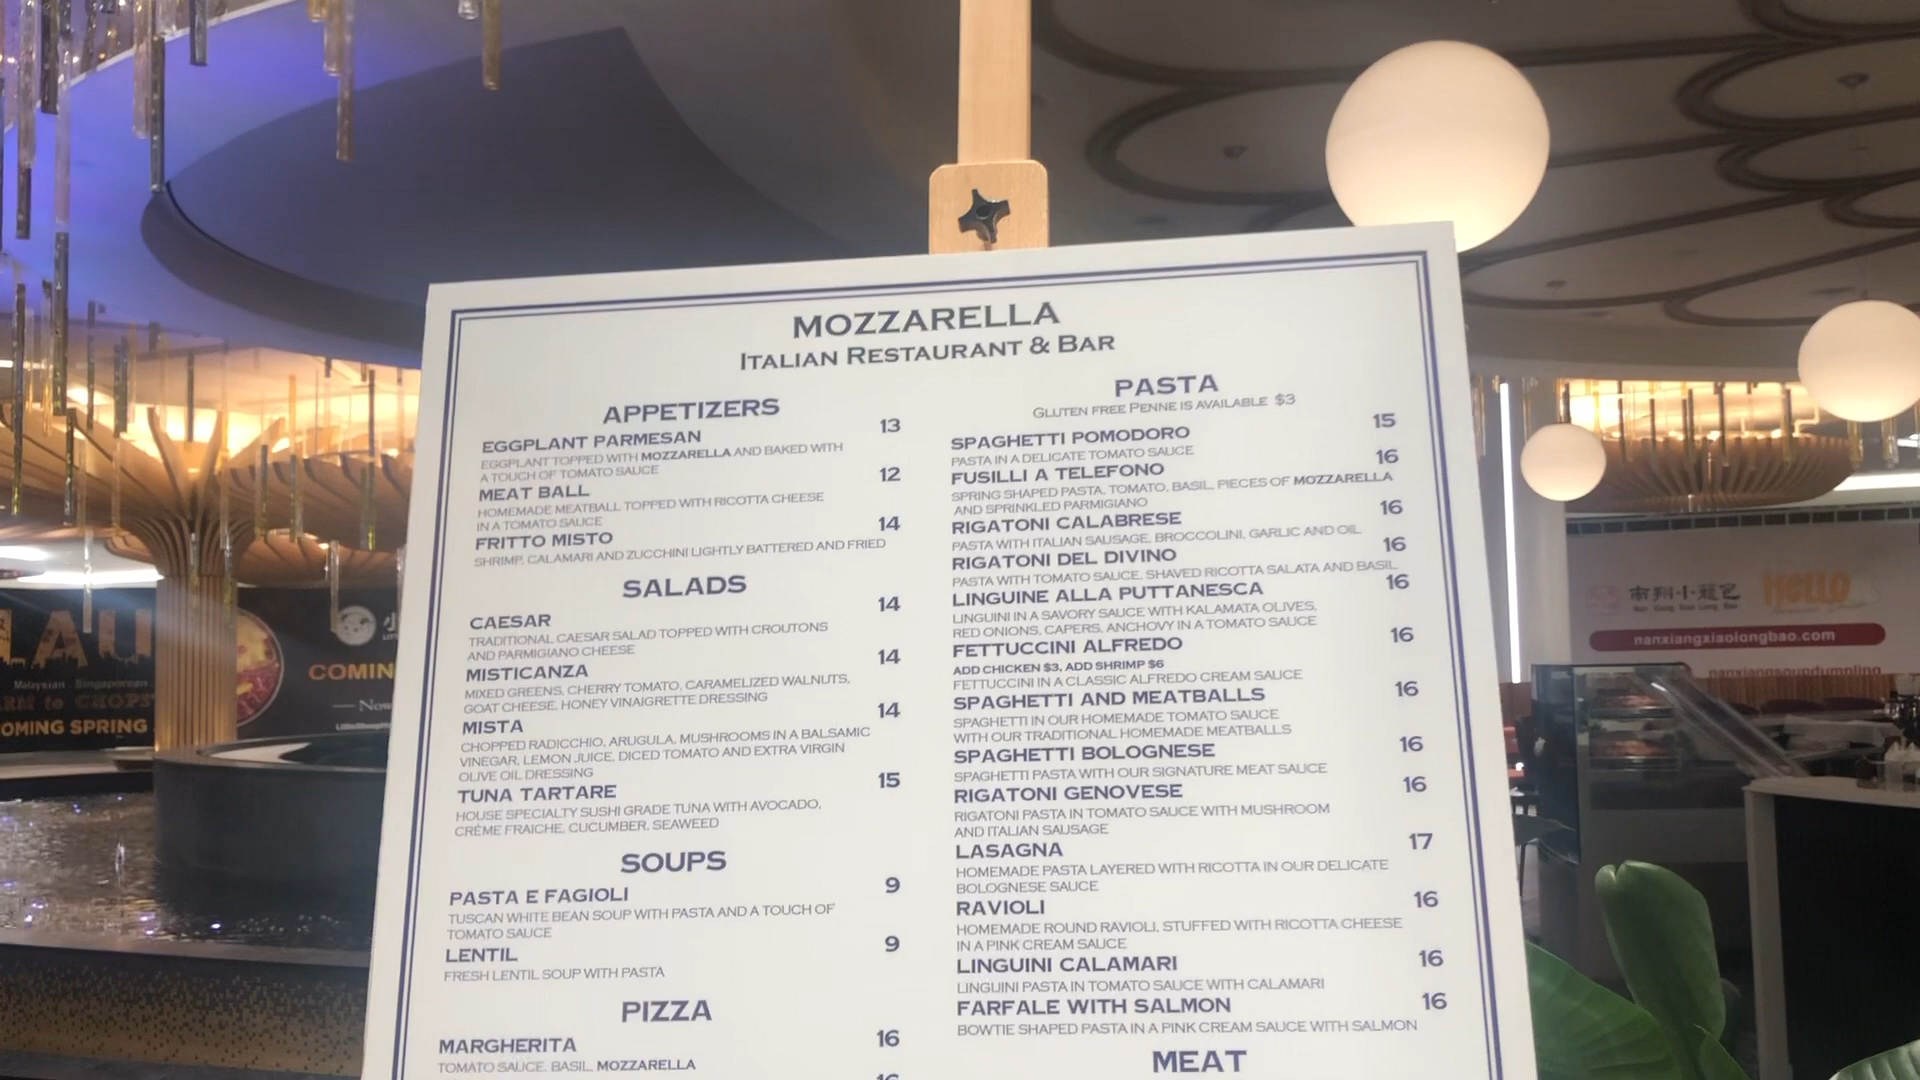 MOZZARELLA
ITALIAN RESTAURANT & BAR
APPETIZERS
EGGPLANT PARMESAN 13
EGGPLANT TOPPED WITH MOZZARELLA AND BAKED WITH
A TOUCH OF TOMATO SAUCE
MEAT BALL 12
HOMEMADE MEATBALL TOPPED WITH RICOTTA CHEESE
IN A TOMATO SAUCE
FRITTO MISTO 14
SHRIMP, CALAMARI AND ZUCCHINI LIGHTLY BATTERED AND FRIED
SALADS
CAESAR 14
TRADITIONAL CAESAR SALAD TOPPED WITH CROUTONS
AND PARMIGIANO CHEESE
MISTICANZA 14
MIXED GREENS, CHERRY TOMATO, CARAMELIZED WALNUTS,
GOAT CHEESE, HONEY VINAIGRETTE DRESSING
MISTA 14
CHOPPED RADICCHIO, ARUGULA, MUSHROOMS IN A BALSAMIC
VINEGAR, LEMON JUICE, DICED TOMATO AND EXTRA VIRGIN
OLIVE OIL DRESSING
TUNA TARTARE 15
HOUSE SPECIALTY SUSHI GRADE TUNA WITH AVOCADO,
CRÈME FRAICHE, CUCUMBER, SEAWEED
SOUPS
PASTA E FAGIOLI 9
TUSCAN WHITE BEAN SOUP WITH PASTA AND A TOUCH OF
TOMATO SAUCE
LENTIL 9
FRESH LENTIL SOUP WITH PASTA
PIZZA
MARGHERITA 16
TOMATO SAUCE, BASIL, MOZZARELLA
PASTA
GLUTEN FREE PENNE IS AVAILABLE $3
SPAGHETTI POMODORO 15
PASTA IN A DELICATE TOMATO SAUCE
FUSILLI A TELEFONO 16
SPRING SHAPED PASTA, TOMATO, BASIL, PIECES OF MOZZARELLA
AND SPRINKLED PARMIGIANO
RIGATONI CALABRESE 16
PASTA WITH ITALIAN SAUSAGE, BROCCOLINI, GARLIC AND OIL
RIGATONI DEL DIVINO 16
PASTA WITH TOMATO SAUCE, SHAVED RICOTTA SALATA AND BASIL
LINGUINE ALLA PUTTANESCA 16
LINGUINI IN A SAVORY SAUCE WITH KALAMATA OLIVES,
RED ONIONS, CAPERS, ANCHOVY IN A TOMATO SAUCE
FETTUCCINI ALFREDO 16
ADD CHICKEN $3, ADD SHRIMP $6
FETTUCCINI IN A CLASSIC ALFREDO CREAM SAUCE
SPAGHETTI AND MEATBALLS 16
SPAGHETTI IN OUR HOMEMADE TOMATO SAUCE
WITH OUR TRADITIONAL HOMEMADE MEATBALLS
SPAGHETTI BOLOGNESE 16
SPAGHETTI PASTA WITH OUR SIGNATURE MEAT SAUCE
RIGATONI GENOVESE 16
RIGATONI PASTA IN TOMATO SAUCE WITH MUSHROOM
AND ITALIAN SAUSAGE
LASAGNA 17
HOMEMADE PASTA LAYERED WITH RICOTTA IN OUR DELICATE
BOLOGNESE SAUCE
RAVIOLI 16
HOMEMADE ROUND RAVIOLI, STUFFED WITH RICOTTA CHEESE
IN A PINK CREAM SAUCE
LINGUINI CALAMARI 16
LINGUINI PASTA IN TOMATO SAUCE WITH CALAMARI
FARFALE WITH SALMON 16
BOWTIE SHAPED PASTA IN A PINK CREAM SAUCE WITH SALMON
MEAT
LAU
Malaysian . Singaporean
to CHOPS
OMING SPRING
COMIN
南翔小籠包
Nan Xiang Xiao Long Bao
HELLO
nanxiangxiaolongbao.com
nanxiangsoupdumpling